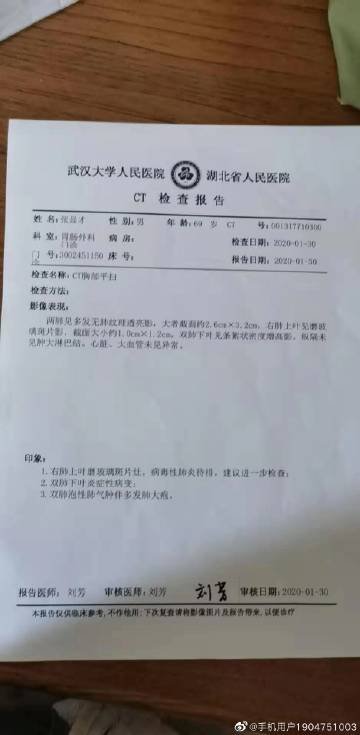 武汉大学人民医院 湖北省人民医院
CT 检查报告
姓名:张昌才 性别:男 年龄:69 岁 CT 号:001317710300
科室:胃肠外科门诊 病房: 检查日期:2020-01-30
门诊号:3002451150 床号: 报告日期:2020-01-30
检查名称:CT胸部平扫
检查方法:
影像表现:
两肺见多发无肺纹理透亮影,大者截面约2.6cm×3.2cm,右肺上叶见磨玻
璃斑片影,截面大小约1.0cm×1.2cm,双肺下叶见条絮状密度增高影。纵隔未
见肿大淋巴结。心脏、大血管未见异常。
印象:
1.右肺上叶磨玻璃斑片灶,病毒性肺炎待排,建议进一步检查;
2.双肺下叶炎症性病变;
3.双肺泡性肺气肿伴多发肺大疱。
报告医师:刘芳 审核医师:刘芳 刘芳 审核日期:2020-01-30
本报告仅供临床参考,不作他用;下次复查请将影像图片及报告带来,以便诊疗
@手机用户1904751003